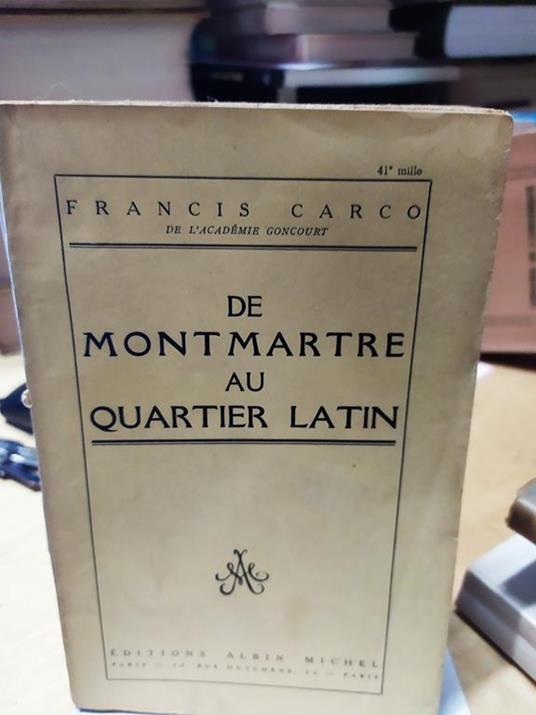 41e mille
FRANCIS CARCO
DE L'ACADÉMIE GONCOURT
DE
MONTMARTRE
AU
QUARTIER LATIN
AM
ÉDITIONS ALBIN MICHEL
PARIS — 22, RUE HUYGHENS, 22 — PARIS